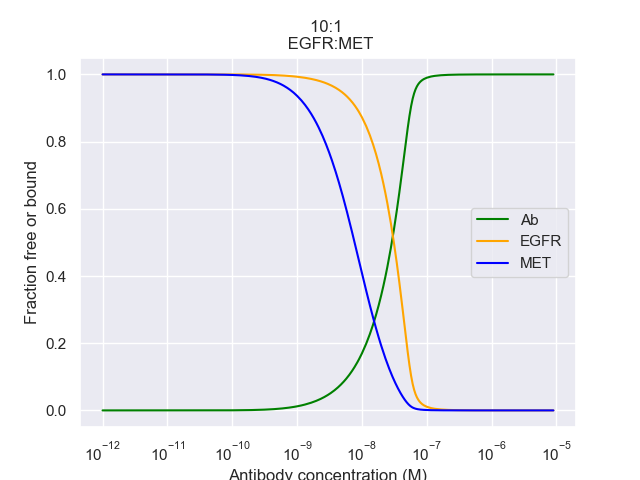 10:1
EGFR:MET
Fraction free or bound
1.0
0.8
0.6
0.4
0.2
0.0
Ab
EGFR
MET
10⁻¹² 10⁻¹¹ 10⁻¹⁰ 10⁻⁹ 10⁻⁸ 10⁻⁷ 10⁻⁶ 10⁻⁵
Antibody concentration (M)